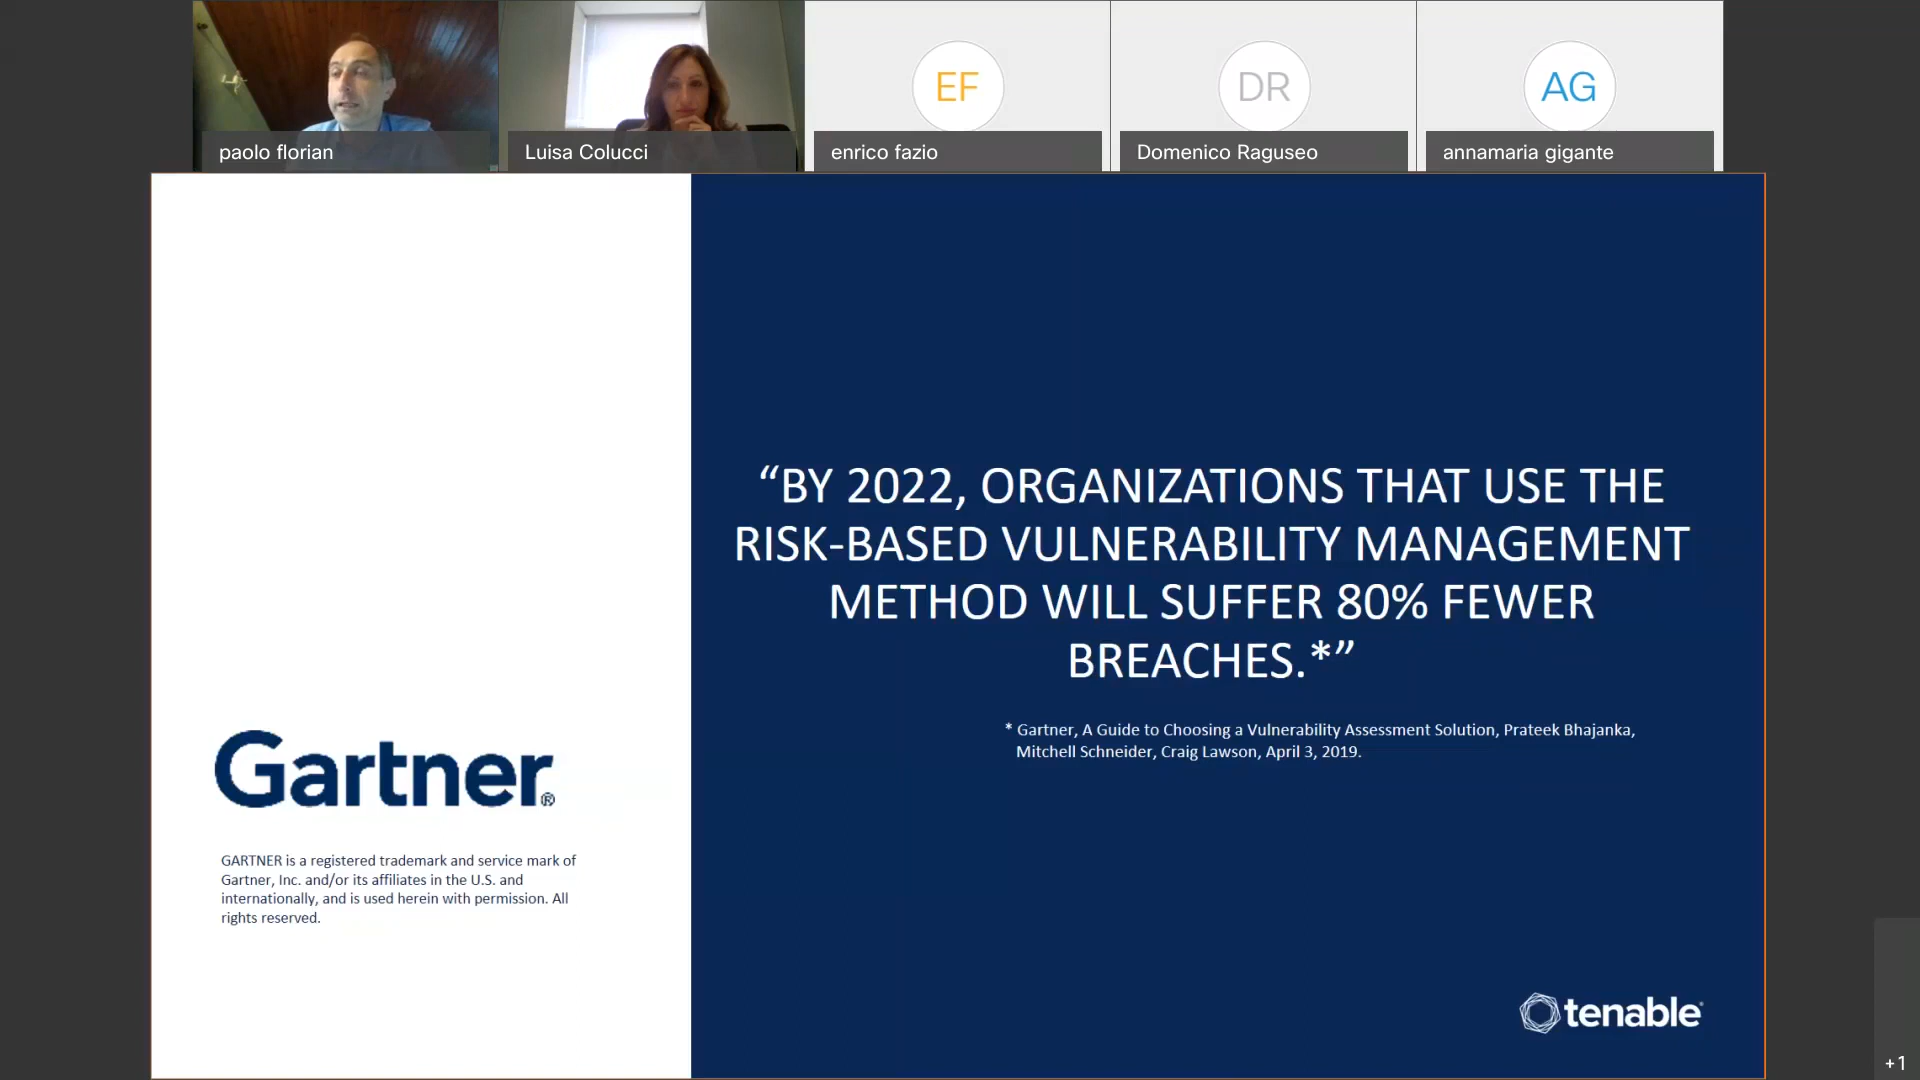 EF
DR
AG
paolo florian
Luisa Colucci
enrico fazio
Domenico Raguseo
annamaria gigante
“BY 2022, ORGANIZATIONS THAT USE THE
RISK-BASED VULNERABILITY MANAGEMENT
METHOD WILL SUFFER 80% FEWER
BREACHES.*”
* Gartner, A Guide to Choosing a Vulnerability Assessment Solution, Prateek Bhajanka,
Mitchell Schneider, Craig Lawson, April 3, 2019.
Gartner®
GARTNER is a registered trademark and service mark of
Gartner, Inc. and/or its affiliates in the U.S. and
internationally, and is used herein with permission. All
rights reserved.
tenable
+1